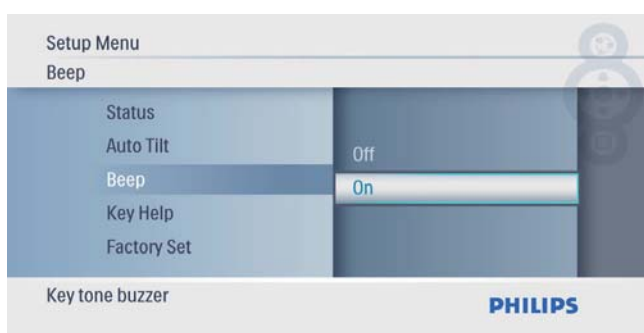 Setup Menu
Beep
Status
Auto Tilt
Beep
Key Help
Factory Set
Off
On
Key tone buzzer
PHILIPS